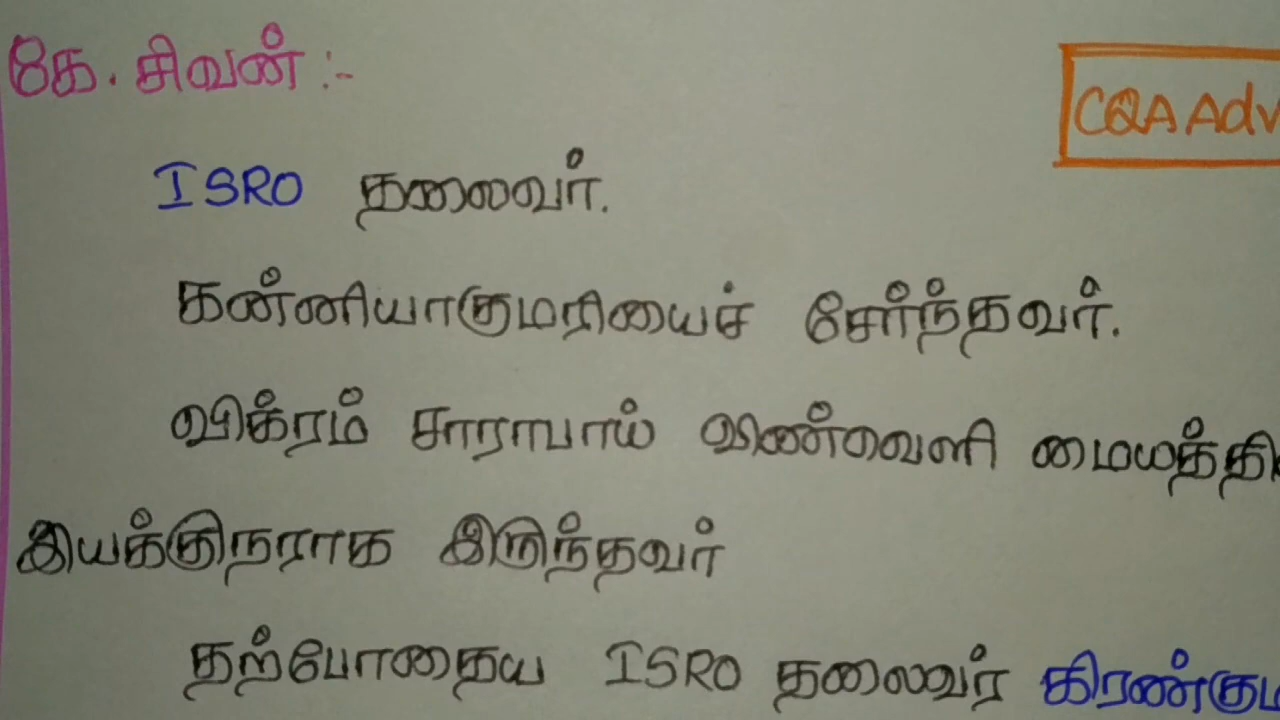 கே. சிவன் :-
CQA Adv
ISRO தலைவர்.
கன்னியாகுமரியைச் சேர்ந்தவர்.
விக்ரம் சாராபாய் விண்வெளி மையத்தி
இயக்குநராக இருந்தவர்
தற்போதைய ISRO தலைவர் கிரண்கும